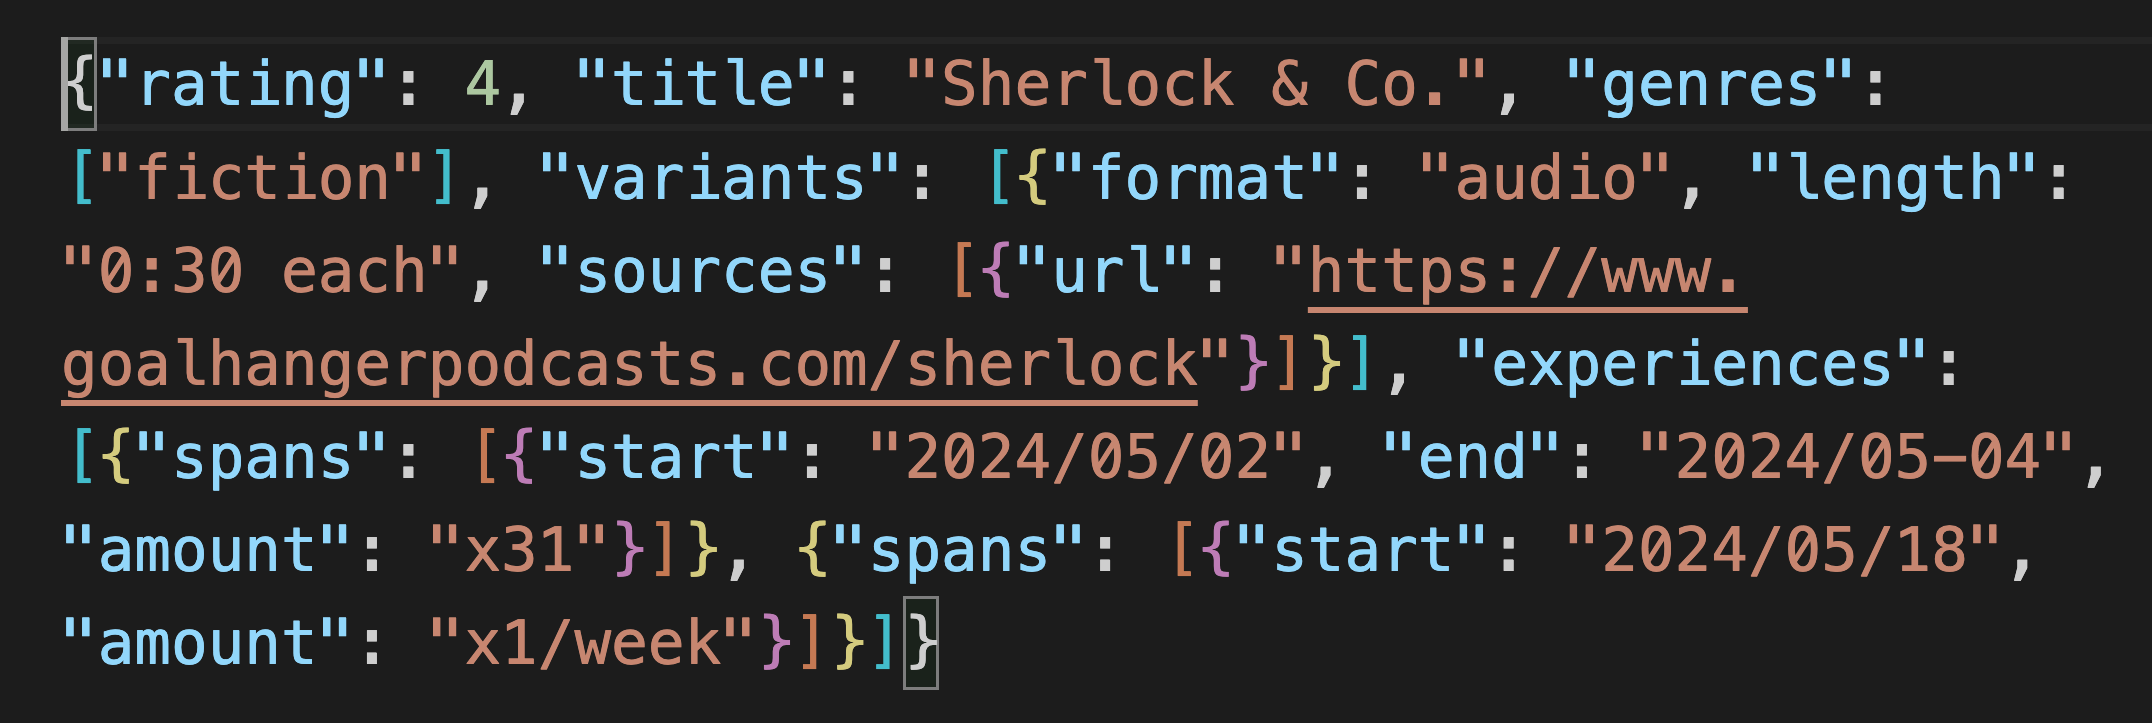 {"rating": 4, "title": "Sherlock & Co.", "genres":
["fiction"], "variants": [{"format": "audio", "length":
"0:30 each", "sources": [{"url": "https://www.
goalhangerpodcasts.com/sherlock"}]}], "experiences":
[{"spans": [{"start": "2024/05/02", "end": "2024/05-04",
"amount": "x31"}]}, {"spans": [{"start": "2024/05/18",
"amount": "x1/week"}]}]}